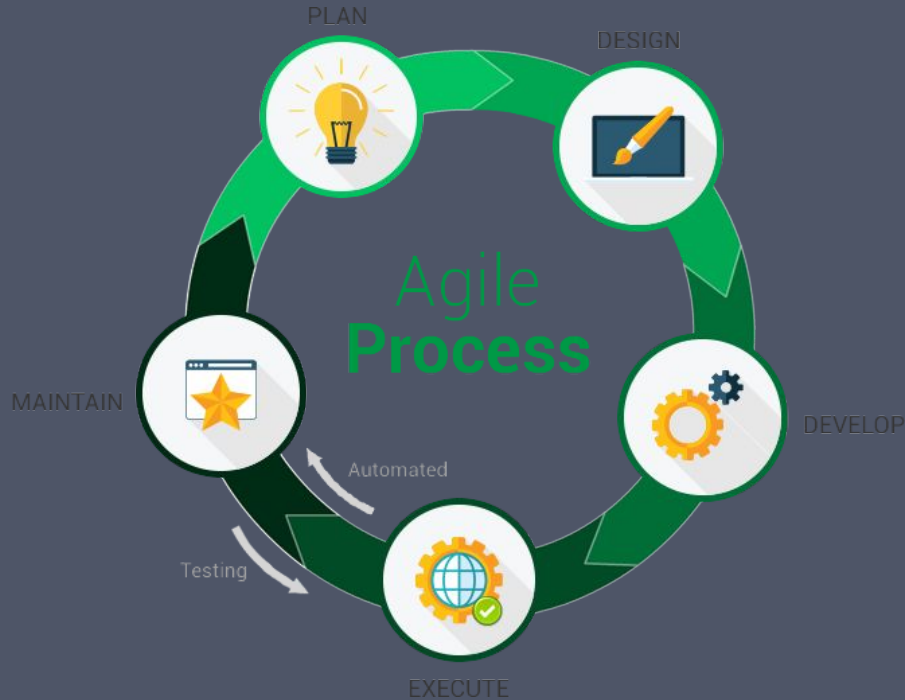 PLAN
DESIGN
Agile
Process
MAINTAIN
DEVELOP
Automated
Testing
EXECUTE